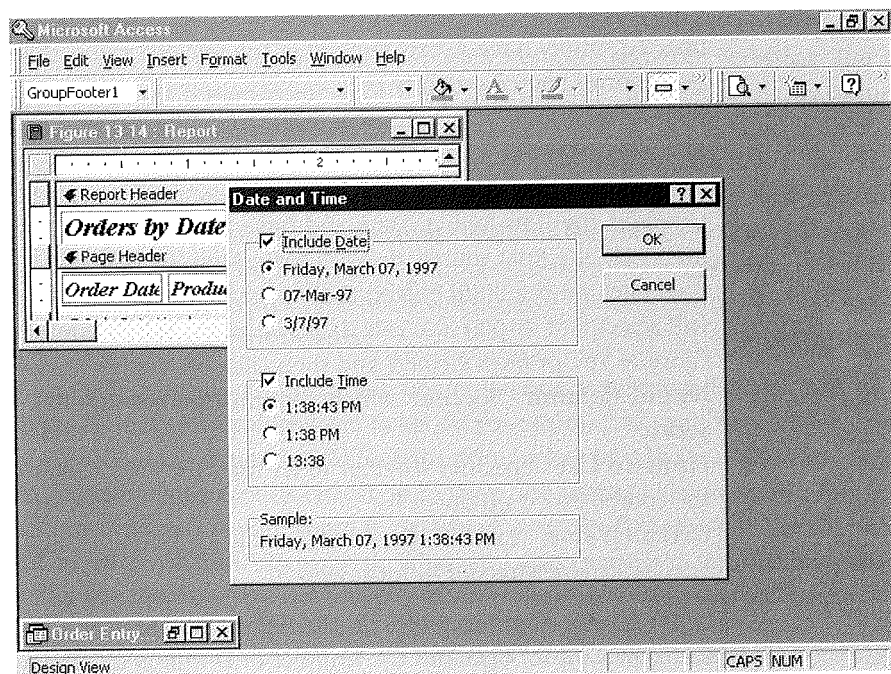 Microsoft Access
File Edit View Insert Format Tools Window Help
GroupFooter1
Figure 13 14 : Report
1 2
Report Header
Orders by Date
Page Header
Order Date Produ
Date and Time
Include Date
Friday, March 07, 1997
07-Mar-97
3/7/97
OK
Cancel
Include Time
1:38:43 PM
1:38 PM
13:38
Sample:
Friday, March 07, 1997 1:38:43 PM
Order Entry
Design View
CAPS NUM